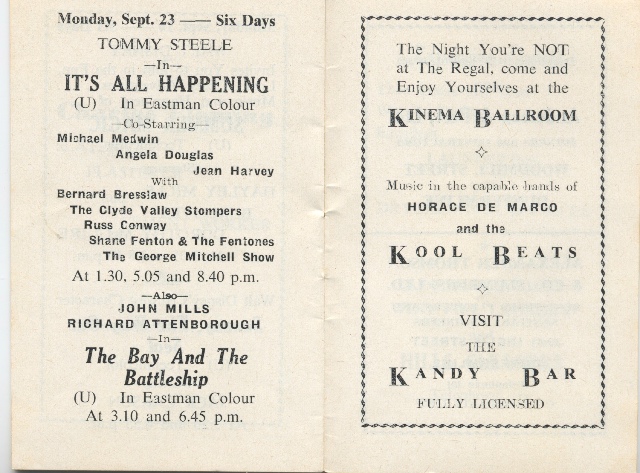 Monday, Sept. 23 —— Six Days
TOMMY STEELE
—In—
IT'S ALL HAPPENING
(U) In Eastman Colour
—Co-Starring—
Michael Medwin
Angela Douglas
Jean Harvey
With
Bernard Bresslaw
The Clyde Valley Stompers
Russ Conway
Shane Fenton & The Fentones
The George Mitchell Show
At 1.30, 5.05 and 8.40 p.m.
—Also—
JOHN MILLS
RICHARD ATTENBOROUGH
—In—
The Bay And The
Battleship
(U) In Eastman Colour
At 3.10 and 6.45 p.m.
The Night You're NOT
at The Regal, come and
Enjoy Yourselves at the
KINEMA BALLROOM
Music in the capable hands of
HORACE DE MARCO
and the
KOOL BEATS
VISIT
THE
KANDY BAR
FULLY LICENSED